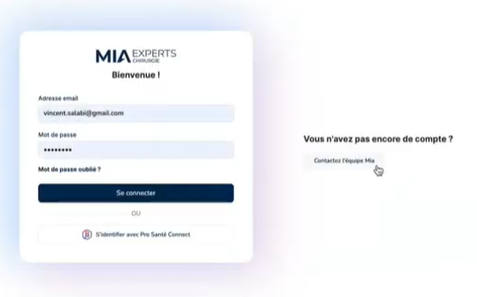 MIA EXPERTS
CHIRURGIE
Bienvenue !
Adresse email
vincent.salabi@gmail.com
Mot de passe
••••••••
Mot de passe oublié ?
Se connecter
OU
S'identifier avec Pro Santé Connect
Vous n'avez pas encore de compte ?
Contactez l'équipe Mia